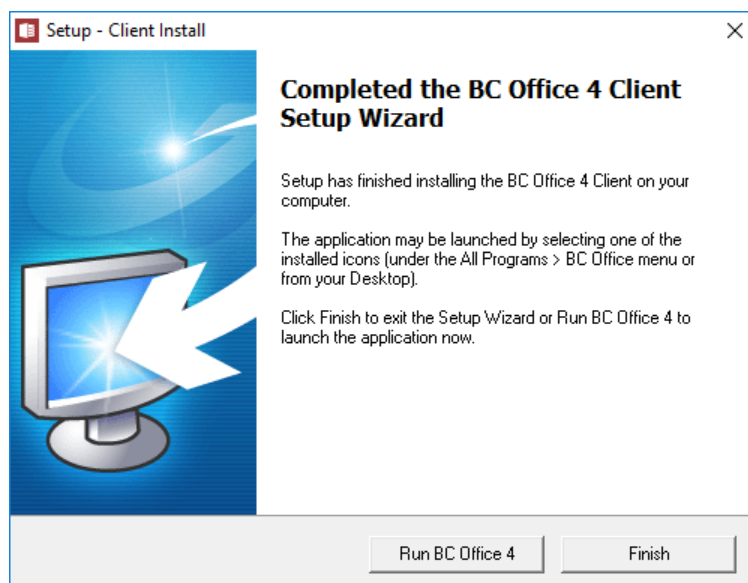 Setup - Client Install
Completed the BC Office 4 Client
Setup Wizard
Setup has finished installing the BC Office 4 Client on your
computer.
The application may be launched by selecting one of the
installed icons (under the All Programs > BC Office menu or
from your Desktop).
Click Finish to exit the Setup Wizard or Run BC Office 4 to
launch the application now.
Run BC Office 4
Finish